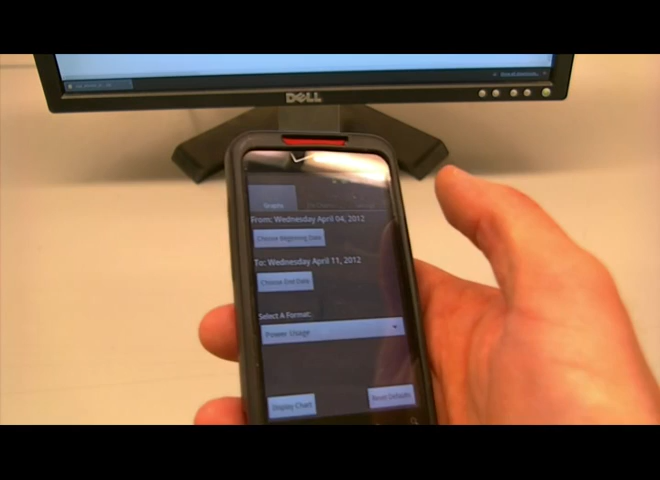 DELL
Graphs
From: Wednesday April 04, 2012
Choose Beginning Date
To: Wednesday April 11, 2012
Choose End Date
Select A Format:
Power Usage
Display Chart
Reset Defaults